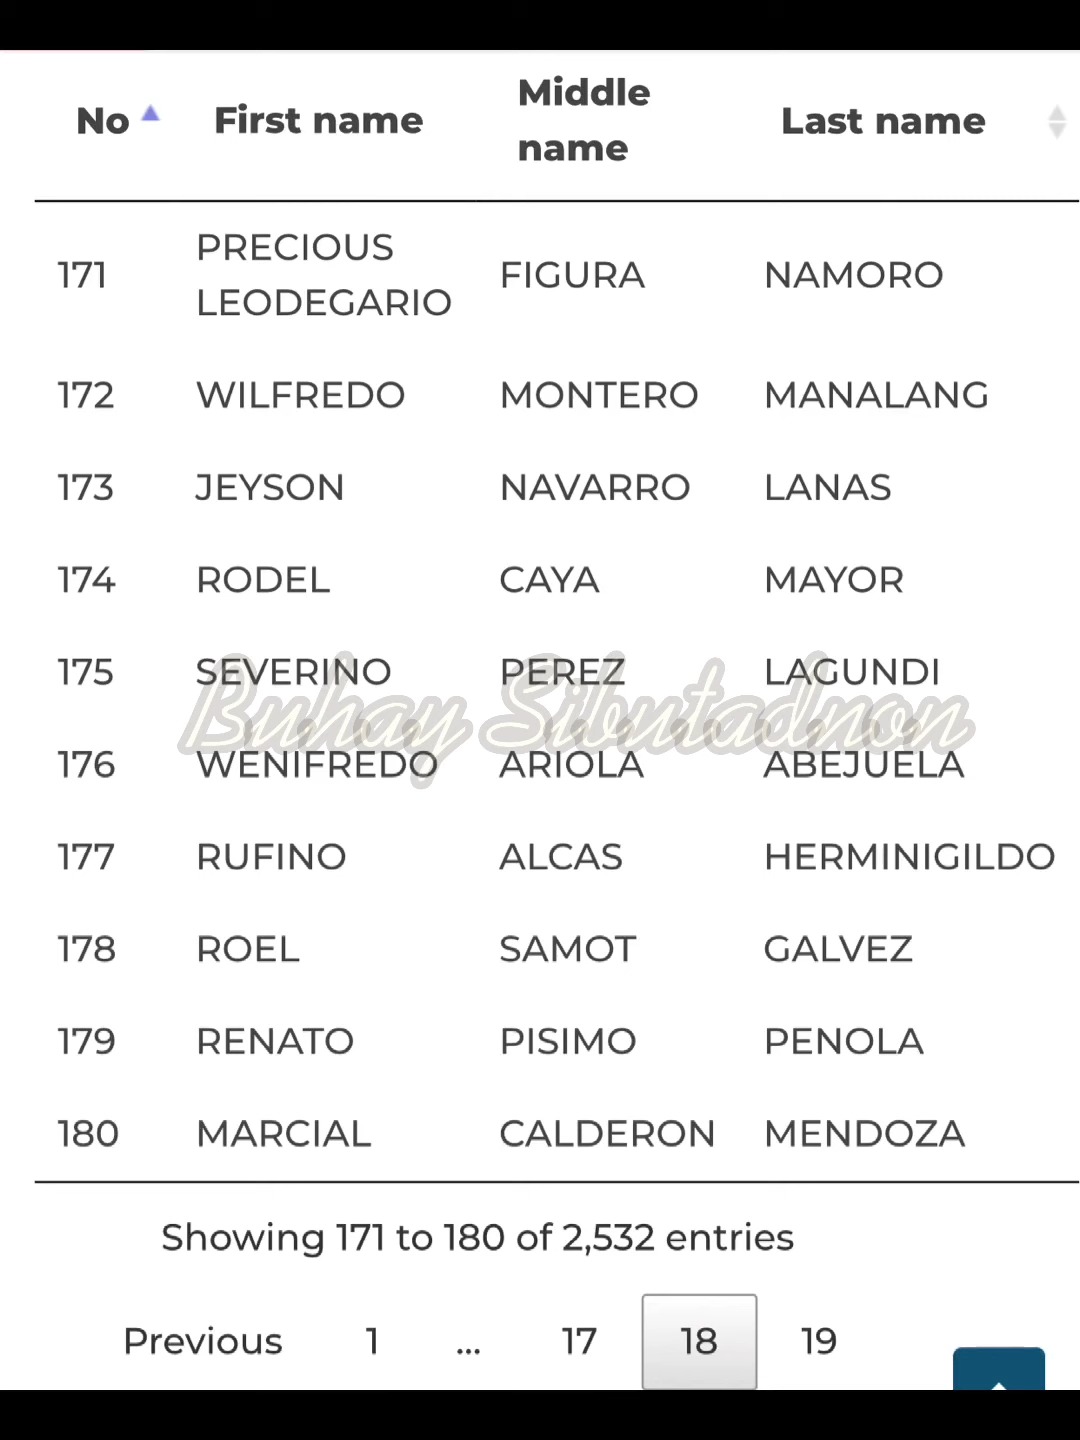 No First name Middle name Last name
171 PRECIOUS LEODEGARIO FIGURA NAMORO
172 WILFREDO MONTERO MANALANG
173 JEYSON NAVARRO LANAS
174 RODEL CAYA MAYOR
175 SEVERINO PEREZ LAGUNDI
Buhay Sibutadnon
176 WENIFREDO ARIOLA ABEJUELA
177 RUFINO ALCAS HERMINIGILDO
178 ROEL SAMOT GALVEZ
179 RENATO PISIMO PENOLA
180 MARCIAL CALDERON MENDOZA
Showing 171 to 180 of 2,532 entries
Previous 1 ... 17 18 19